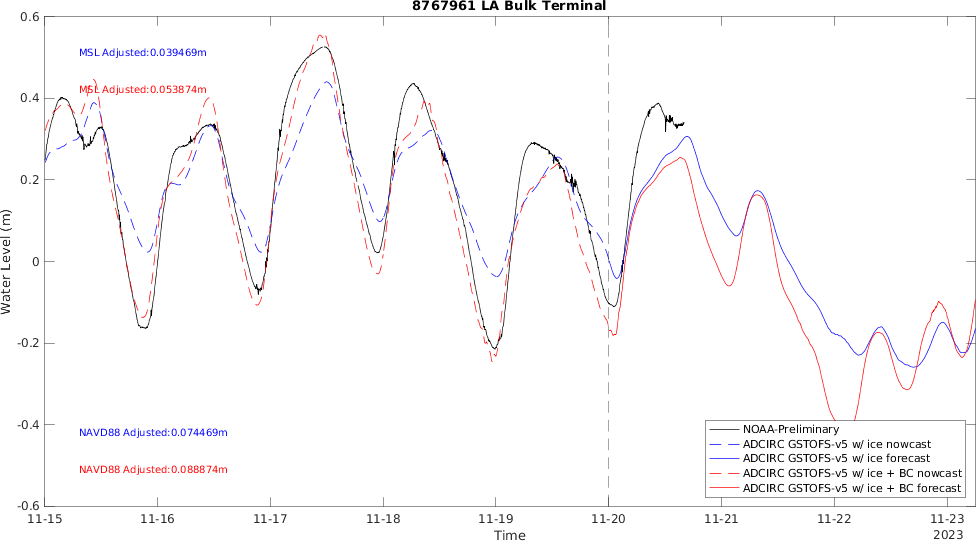 8767961 LA Bulk Terminal
0.6
0.4
0.2
0
-0.2
-0.4
-0.6
Water Level (m)
MSL Adjusted:0.039469m
MSL Adjusted:0.053874m
NAVD88 Adjusted:0.074469m
NAVD88 Adjusted:0.088874m
NOAA-Preliminary
ADCIRC GSTOFS-v5 w/ ice nowcast
ADCIRC GSTOFS-v5 w/ ice forecast
ADCIRC GSTOFS-v5 w/ice + BC nowcast
ADCIRC GSTOFS-v5 w/ice + BC forecast
11-15 11-16 11-17 11-18 11-19 11-20 11-21 11-22 11-23
Time
2023